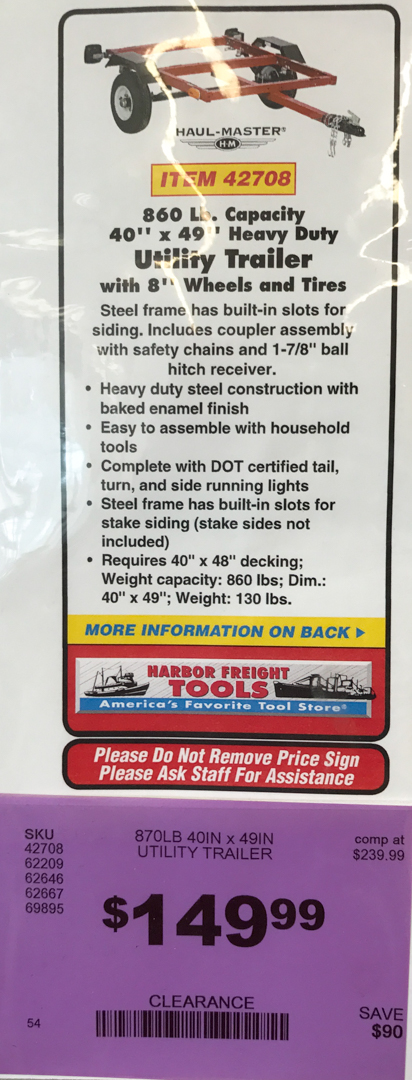 HAUL-MASTER®
H·M
ITEM 42708
860 Lb. Capacity
40" x 49" Heavy Duty
Utility Trailer
with 8" Wheels and Tires
Steel frame has built-in slots for
siding. Includes coupler assembly
with safety chains and 1-7/8" ball
hitch receiver.
• Heavy duty steel construction with
baked enamel finish
• Easy to assemble with household
tools
• Complete with DOT certified tail,
turn, and side running lights
• Steel frame has built-in slots for
stake siding (stake sides not
included)
• Requires 40" x 48" decking;
Weight capacity: 860 lbs; Dim.:
40" x 49"; Weight: 130 lbs.
MORE INFORMATION ON BACK ▶
HARBOR FREIGHT
TOOLS
America's Favorite Tool Store®
Please Do Not Remove Price Sign
Please Ask Staff For Assistance
SKU
42708
62209
62646
62667
69895
870LB 40IN x 49IN
UTILITY TRAILER
comp at
$239.99
$149.99
CLEARANCE
54
SAVE
$90